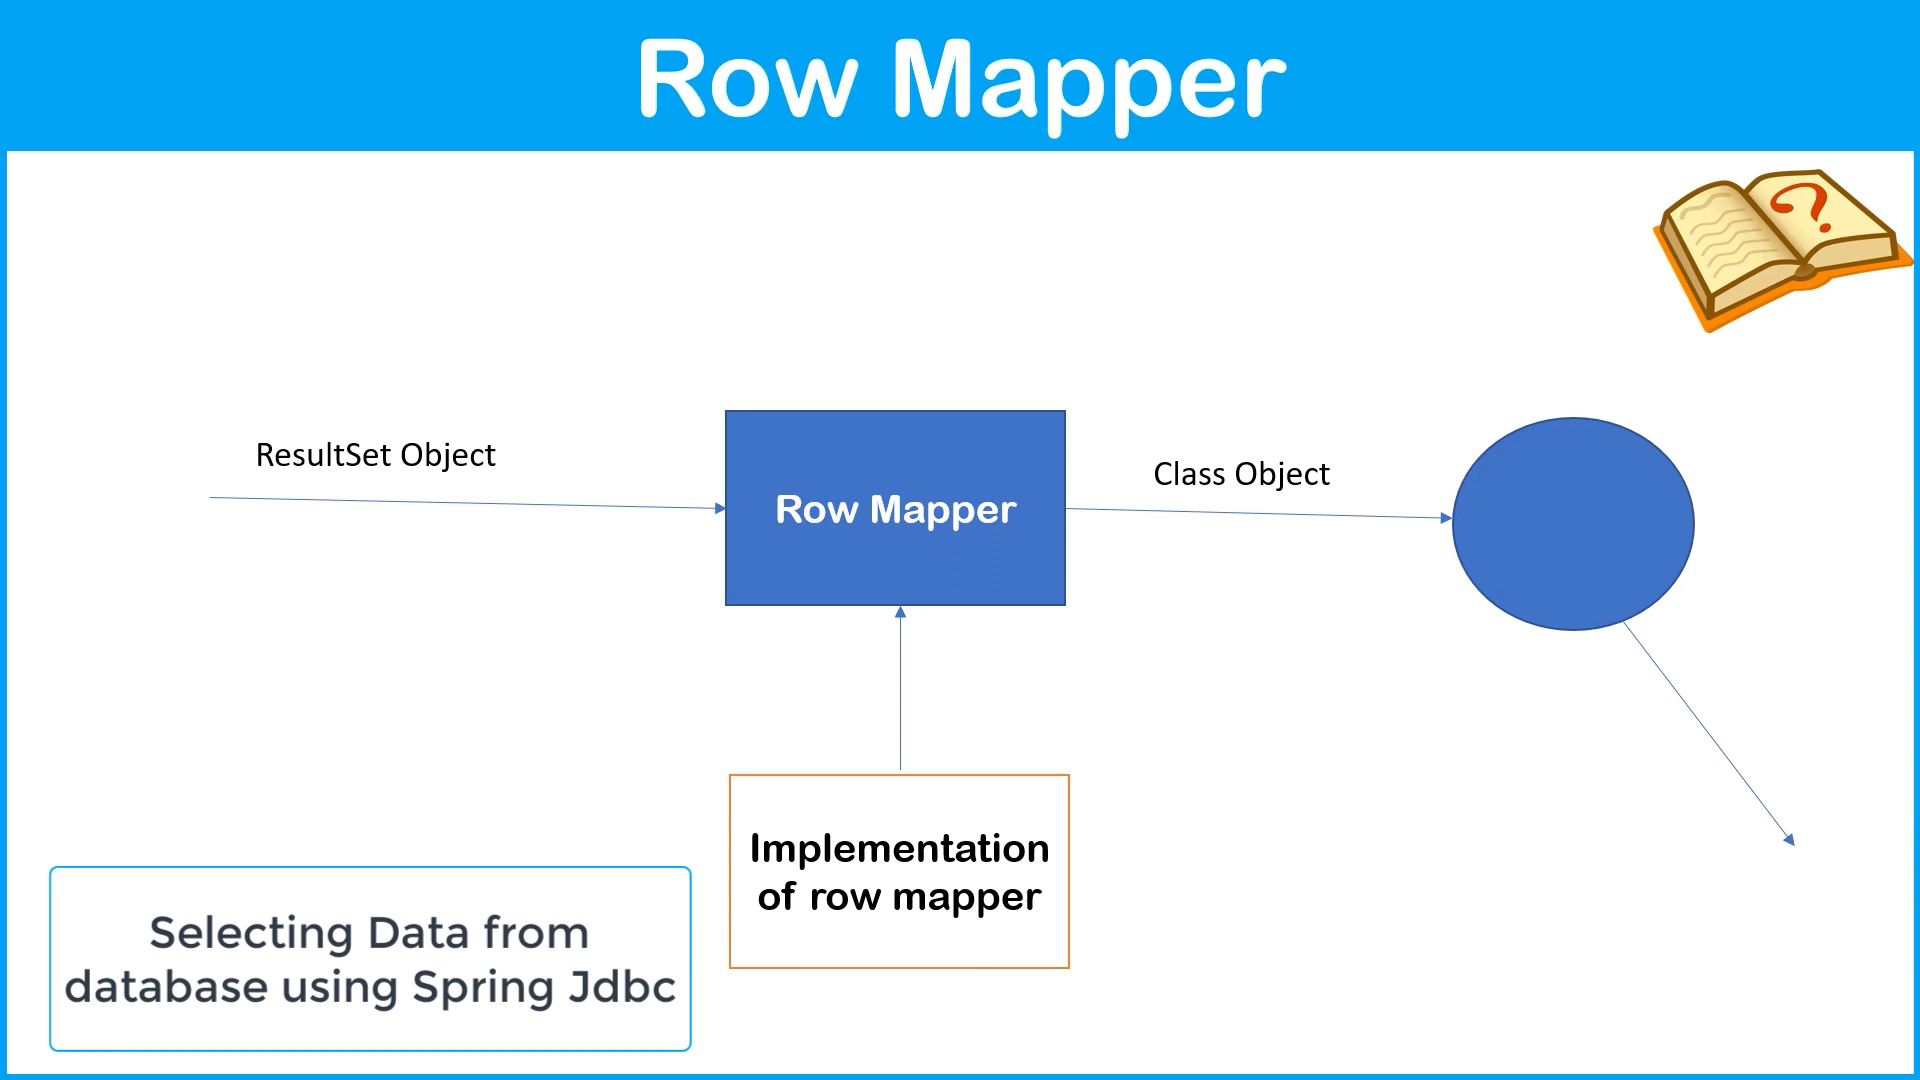 Row Mapper
ResultSet Object
Row Mapper
Class Object
Implementation
of row mapper
Selecting Data from
database using Spring Jdbc
?